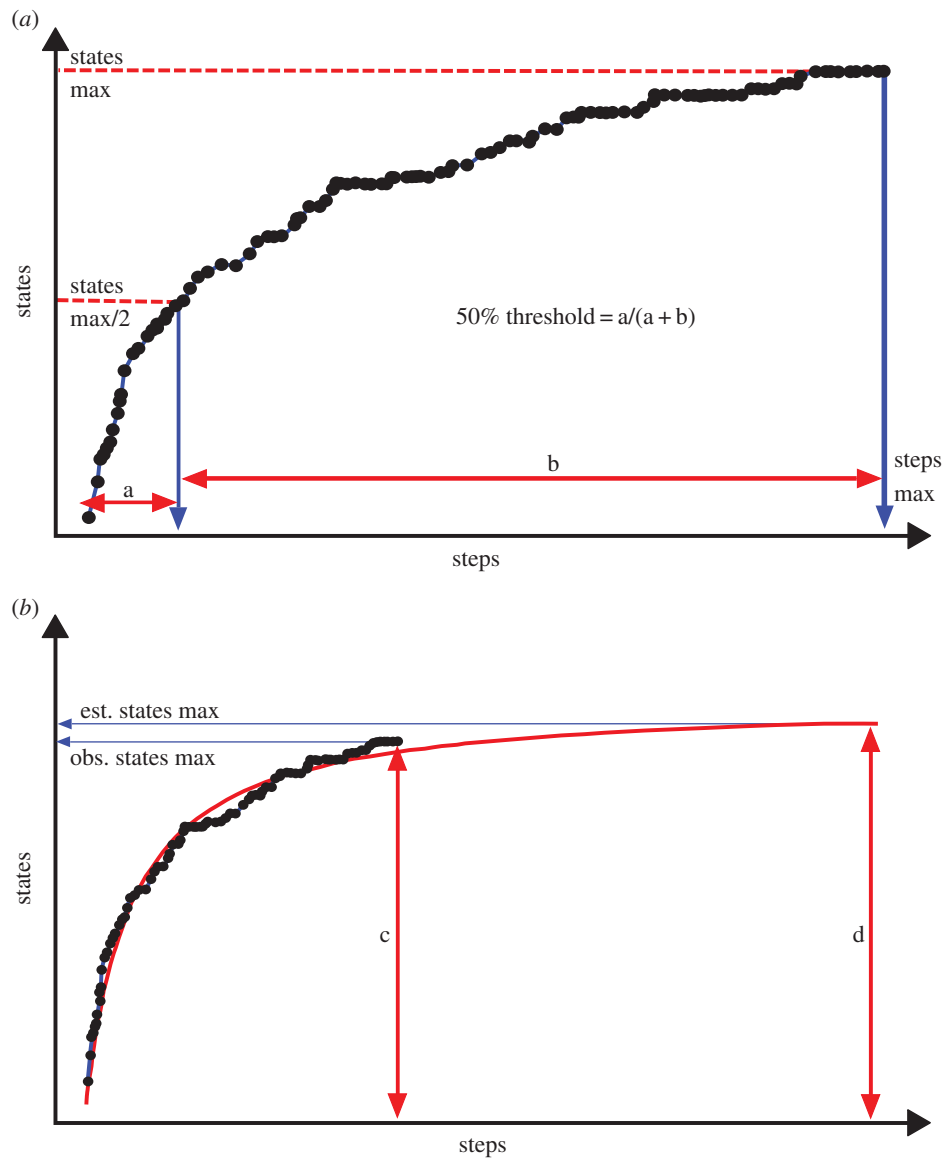 (a)
states
max
states
max/2
states
50% threshold = a/(a + b)
b
a
steps
max
steps
(b)
est. states max
obs. states max
states
c
d
steps